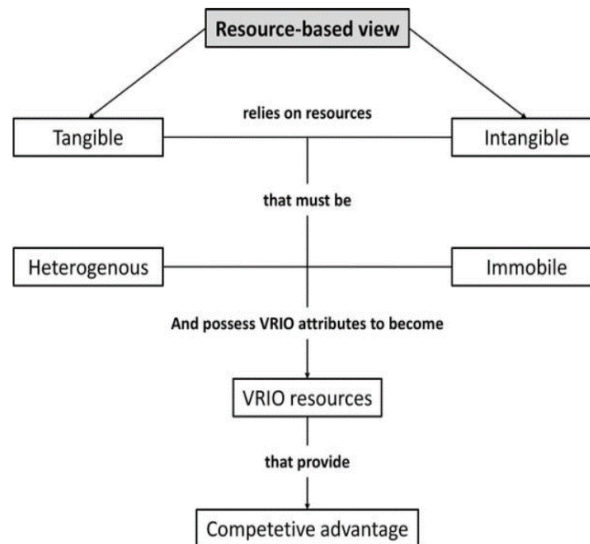 Resource-based view
relies on resources
Tangible
Intangible
that must be
Heterogenous
Immobile
And possess VRIO attributes to become
VRIO resources
that provide
Competetive advantage